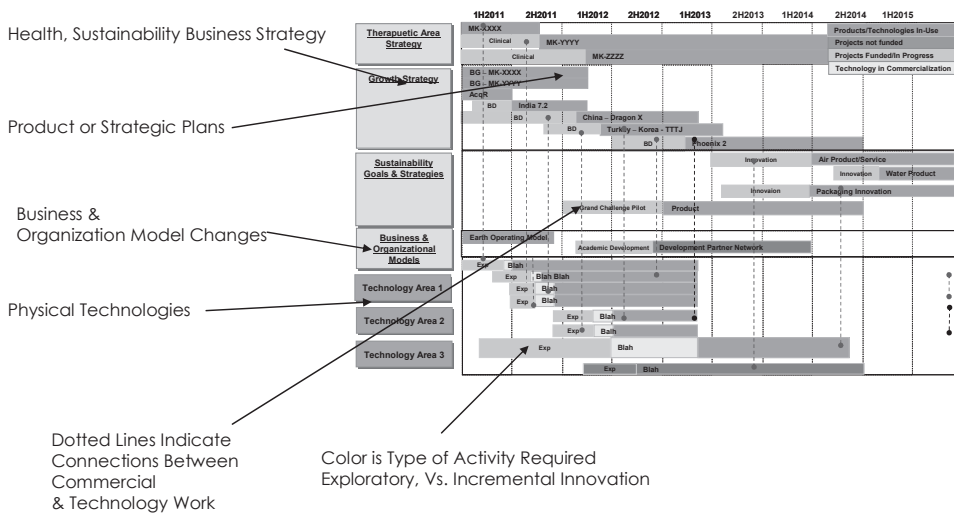 1H2011 2H2011 1H2012 2H2012 1H2013 2H2013 1H2014 2H2014 1H2015
Health, Sustainability Business Strategy
Therapuetic Area
Strategy
MK-XXXX
Clinical
MK-YYYY
Clinical
MK-ZZZZ
Products/Technologies In-Use
Projects not funded
Projects Funded/In Progress
Technology in Commercialization
Growth Strategy
BG – MK-XXXX
BG – MK-YYYY
AcqR
BD India 7.2
BD China – Dragon X
BD Turkey – Korea - TTTJ
BD Phoenix 2
Product or Strategic Plans
Sustainability
Goals & Strategies
Innovation Air Product/Service
Innovation Water Product
Innovaion Packaging Innovation
Grand Challenge Pilot Product
Business &
Organization Model Changes
Business &
Organizational
Models
Earth Operating Model
Academic Development Development Partner Network
Physical Technologies
Technology Area 1
Exp Blah
Exp Blah Blah
Exp Blah
Exp Blah
Technology Area 2
Exp Blah
Exp Balh
Technology Area 3
Exp Blah
Exp Blah
Dotted Lines Indicate
Connections Between
Commercial
& Technology Work
Color is Type of Activity Required
Exploratory, Vs. Incremental Innovation